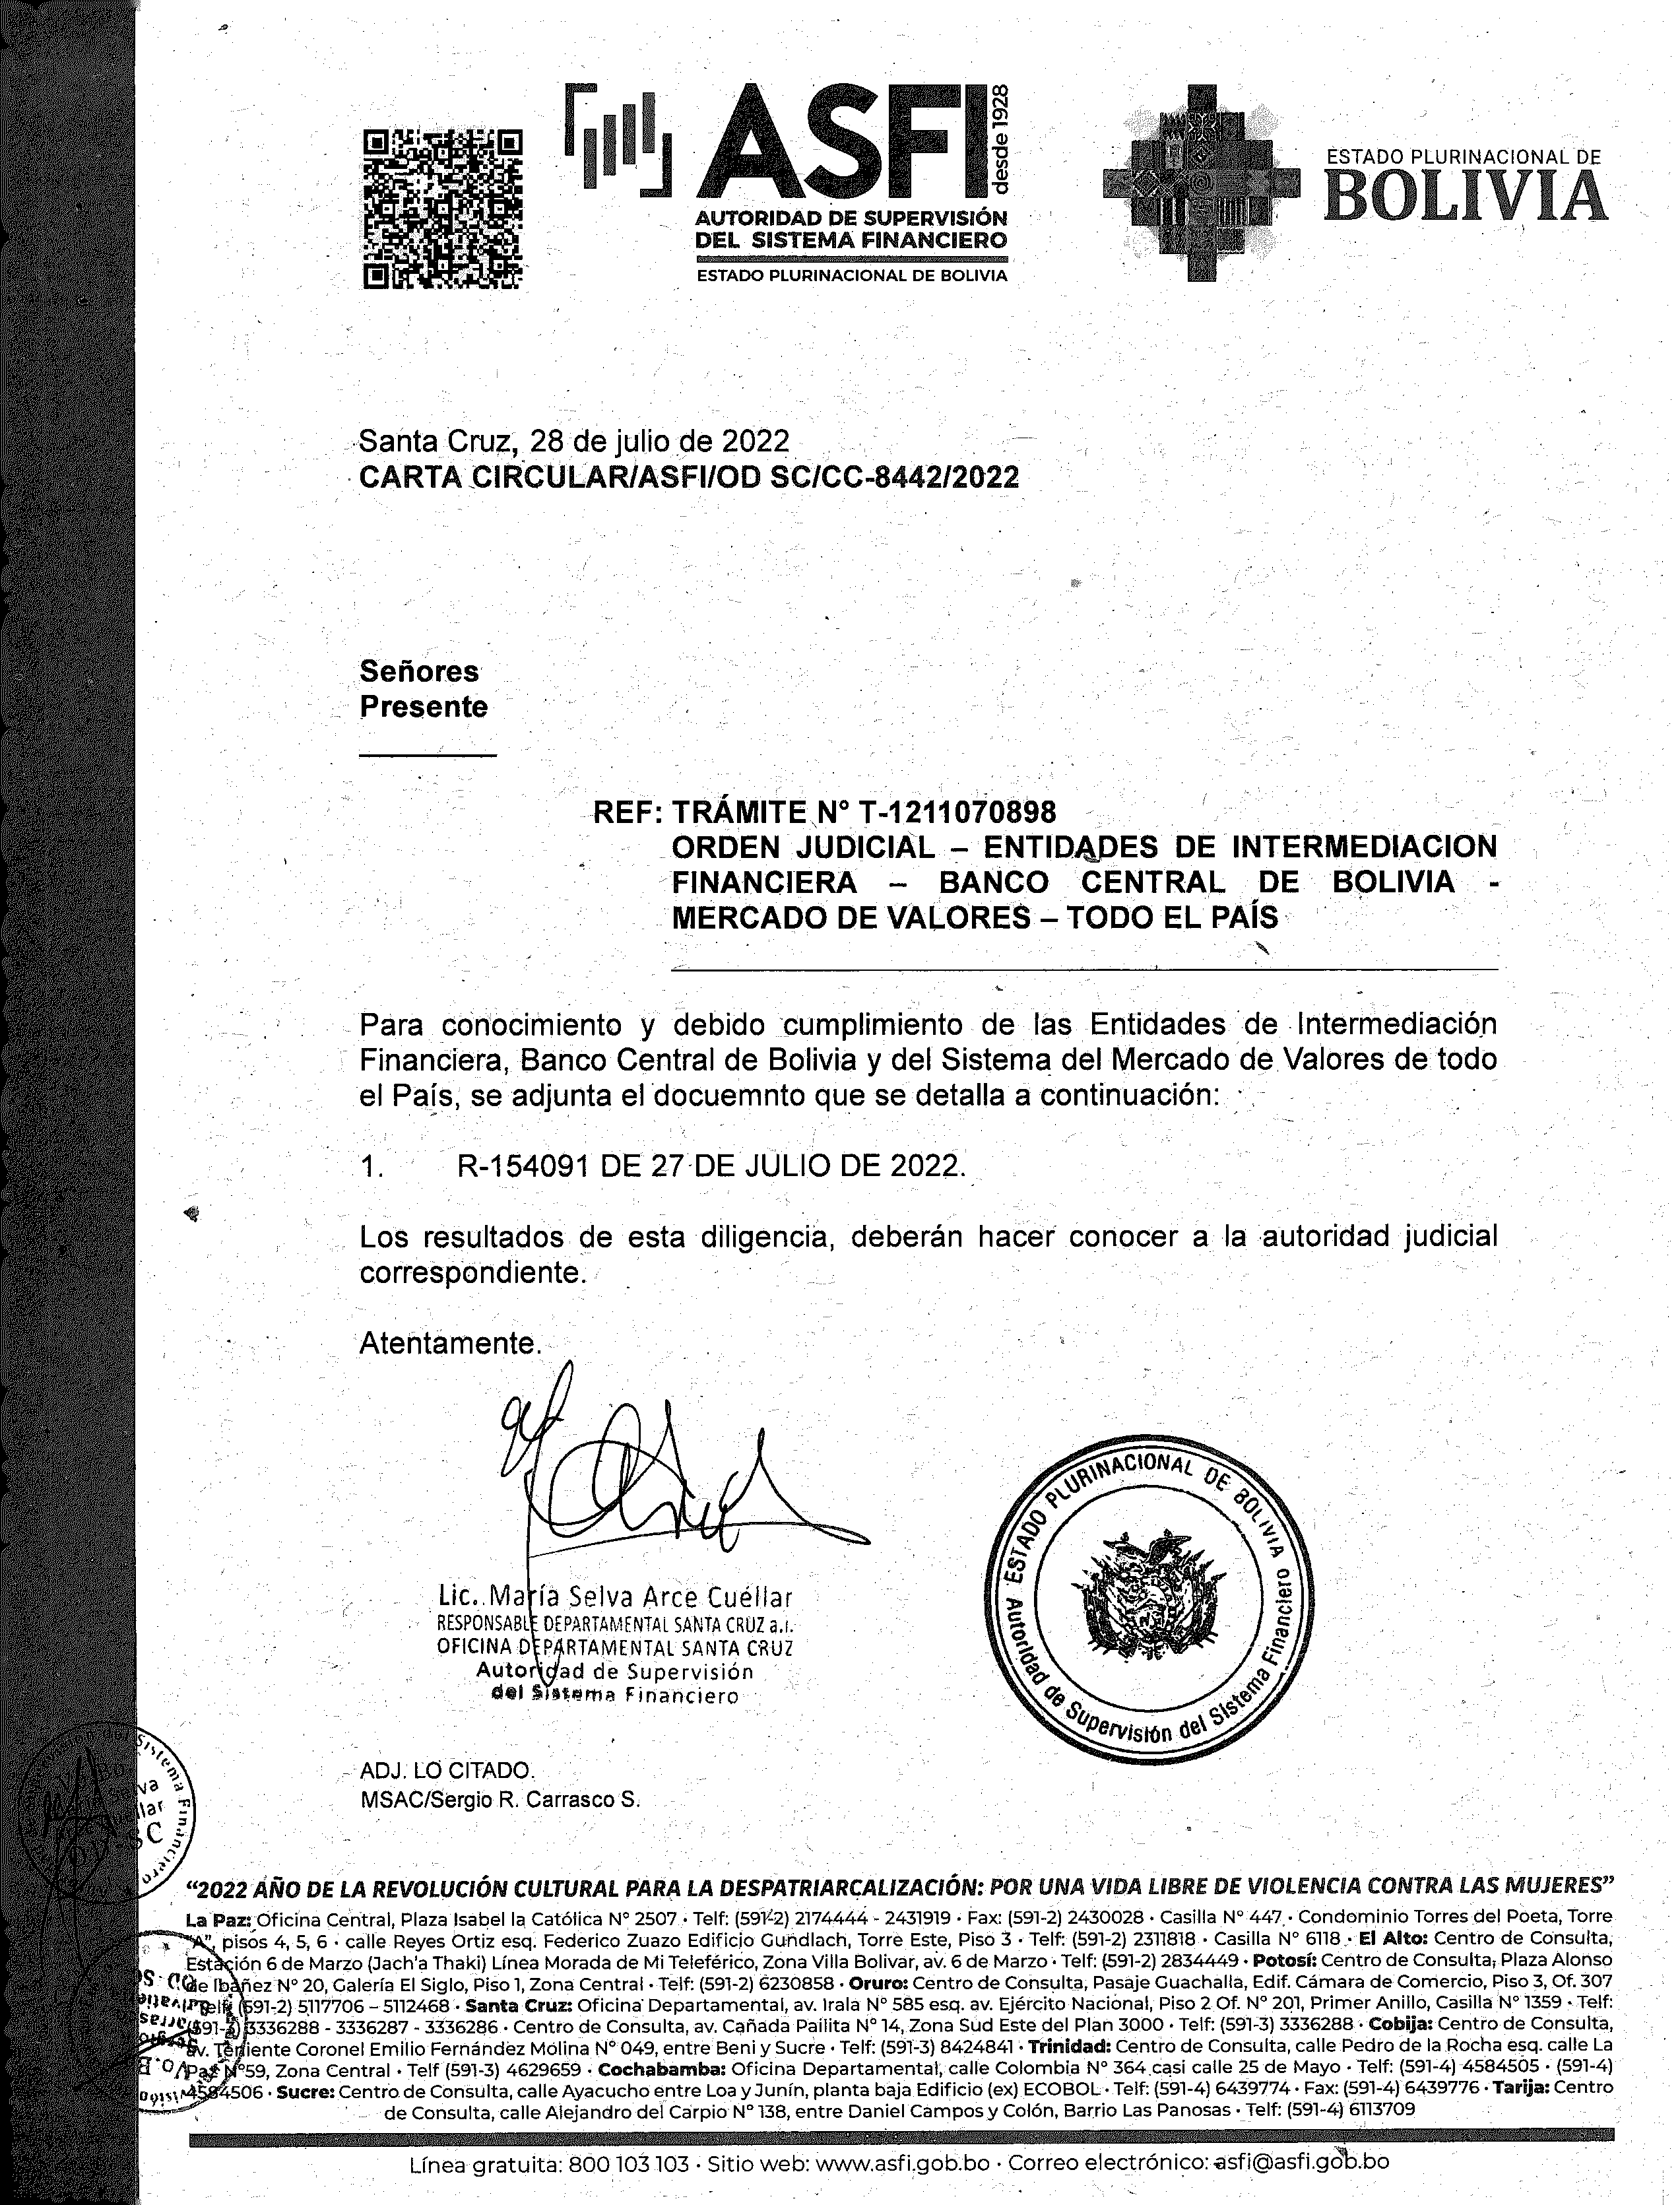 ASFI
desde 1928
AUTORIDAD DE SUPERVISIÓN
DEL SISTEMA FINANCIERO
ESTADO PLURINACIONAL DE BOLIVIA
ESTADO PLURINACIONAL DE
BOLIVIA
Santa Cruz, 28 de julio de 2022
CARTA CIRCULAR/ASFI/OD SC/CC-8442/2022
Señores
Presente
REF: TRÁMITE N° T-1211070898
ORDEN JUDICIAL – ENTIDADES DE INTERMEDIACION
FINANCIERA – BANCO CENTRAL DE BOLIVIA -
MERCADO DE VALORES – TODO EL PAÍS
Para conocimiento y debido cumplimiento de las Entidades de Intermediación
Financiera, Banco Central de Bolivia y del Sistema del Mercado de Valores de todo
el País, se adjunta el docuemnto que se detalla a continuación:
1. R-154091 DE 27 DE JULIO DE 2022.
Los resultados de esta diligencia, deberán hacer conocer a la autoridad judicial
correspondiente.
Atentamente.
Lic. María Selva Arce Cuéllar
RESPONSABLE DEPARTAMENTAL SANTA CRUZ a.i.
OFICINA DEPARTAMENTAL SANTA CRUZ
Autoridad de Supervisión
del Sistema Financiero
ESTADO PLURINACIONAL DE BOLIVIA
Autoridad de Supervisión del Sistema Financiero
ADJ. LO CITADO.
MSAC/Sergio R. Carrasco S.
“2022 AÑO DE LA REVOLUCIÓN CULTURAL PARA LA DESPATRIARCALIZACIÓN: POR UNA VIDA LIBRE DE VIOLENCIA CONTRA LAS MUJERES”
La Paz: Oficina Central, Plaza Isabel la Católica N° 2507 · Telf: (591-2) 2174444 - 2431919 · Fax: (591-2) 2430028 · Casilla N° 447 · Condominio Torres del Poeta, Torre
"A", pisos 4, 5, 6 · calle Reyes Ortiz esq. Federico Zuazo Edificio Gundlach, Torre Este, Piso 3 · Telf: (591-2) 2311818 · Casilla N° 6118 · El Alto: Centro de Consulta,
Estación 6 de Marzo (Jach'a Thaki) Línea Morada de Mi Teleférico, Zona Villa Bolivar, av. 6 de Marzo · Telf: (591-2) 2834449 · Potosí: Centro de Consulta, Plaza Alonso
de Ibáñez N° 20, Galería El Siglo, Piso 1, Zona Central · Telf: (591-2) 6230858 · Oruro: Centro de Consulta, Pasaje Guachalla, Edif. Cámara de Comercio, Piso 3, Of. 307
Telf: (591-2) 5117706 – 5112468 · Santa Cruz: Oficina Departamental, av. Irala N° 585 esq. av. Ejército Nacional, Piso 2 Of. N° 201, Primer Anillo, Casilla N° 1359 · Telf:
(591-3) 3336288 - 3336287 - 3336286 · Centro de Consulta, av. Cañada Pailita N° 14, Zona Sud Este del Plan 3000 · Telf: (591-3) 3336288 · Cobija: Centro de Consulta,
av. Teniente Coronel Emilio Fernández Molina N° 049, entre Beni y Sucre · Telf: (591-3) 8424841 · Trinidad: Centro de Consulta, calle Pedro de la Rocha esq. calle La
Paz N°59, Zona Central · Telf (591-3) 4629659 · Cochabamba: Oficina Departamental, calle Colombia N° 364 casi calle 25 de Mayo · Telf: (591-4) 4584505 · (591-4)
4584506 · Sucre: Centro de Consulta, calle Ayacucho entre Loa y Junín, planta baja Edificio (ex) ECOBOL · Telf: (591-4) 6439774 · Fax: (591-4) 6439776 · Tarija: Centro
de Consulta, calle Alejandro del Carpio N° 138, entre Daniel Campos y Colón, Barrio Las Panosas · Telf: (591-4) 6113709
Línea gratuita: 800 103 103 · Sitio web: www.asfi.gob.bo · Correo electrónico: asfi@asfi.gob.bo